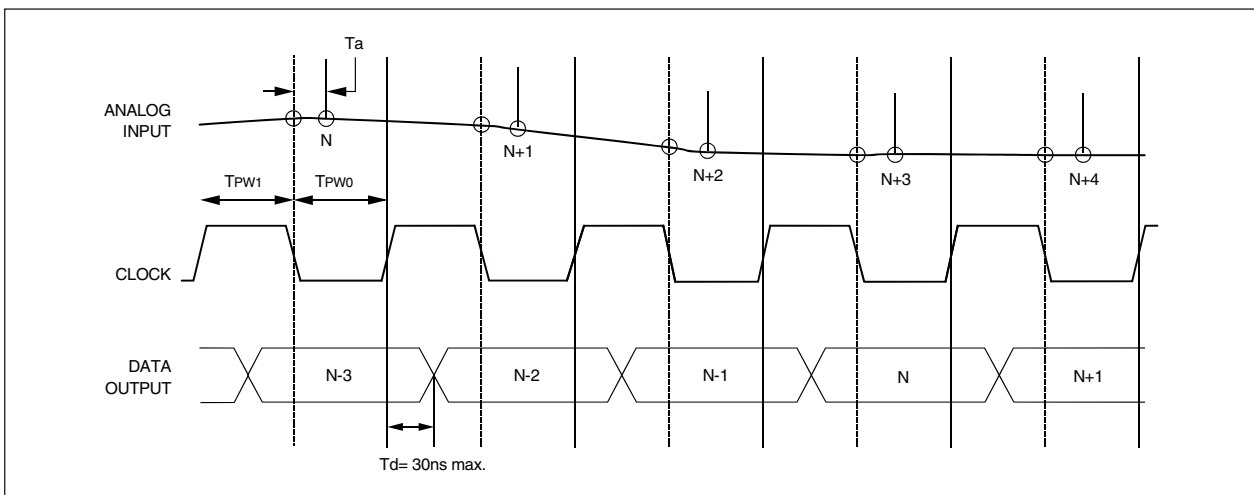 Ta
ANALOG
INPUT
N
N+1
N+2
N+3
N+4
TPW1
TPW0
CLOCK
DATA
OUTPUT
N-3
N-2
N-1
N
N+1
Td= 30ns max.